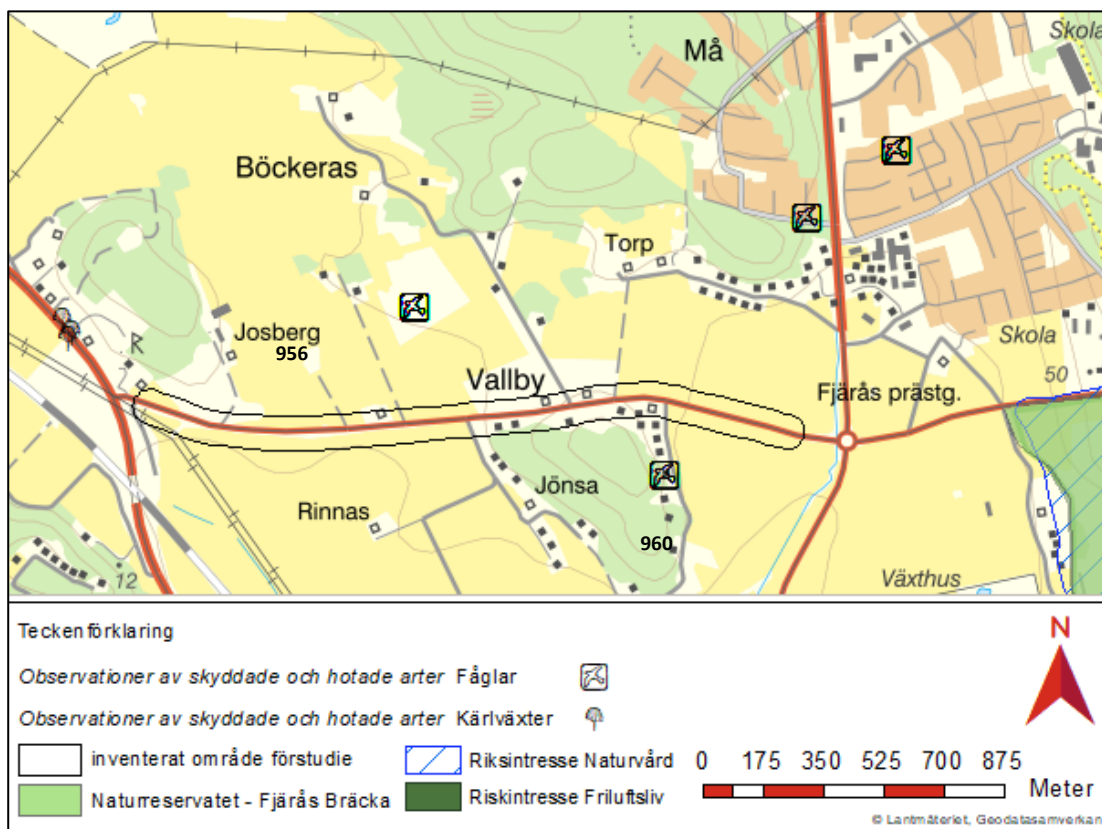 Skola
Må
Böckeras
Torp
Josberg
956
R
Skola
Vallby
Fjärås prästg.
50
Jönsa
Rinnas
960
12
Växthus
Teckenförklaring
N
Observationer av skyddade och hotade arter Fåglar
Observationer av skyddade och hotade arter Kärlväxter
inventerat område förstudie
Riksintresse Naturvård
0 175 350 525 700 875
Meter
Naturreservatet - Fjärås Bräcka
Riskintresse Friluftsliv
© Lantmäteriet, Geodatasamverkan